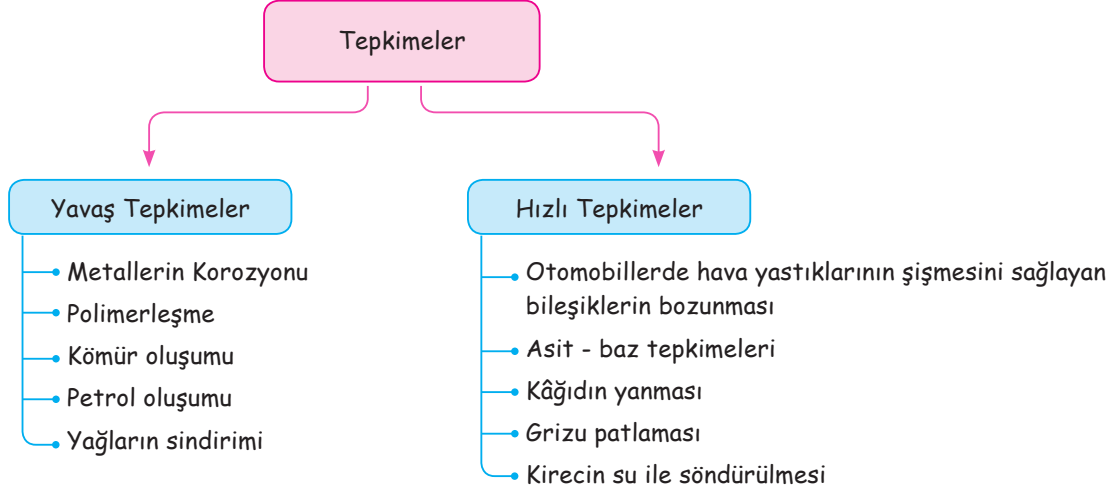 Tepkimeler
Yavaş Tepkimeler
Metallerin Korozyonu
Polimerleşme
Kömür oluşumu
Petrol oluşumu
Yağların sindirimi
Hızlı Tepkimeler
Otomobillerde hava yastıklarının şişmesini sağlayan
bileşiklerin bozunması
Asit - baz tepkimeleri
Kâğıdın yanması
Grizu patlaması
Kirecin su ile söndürülmesi